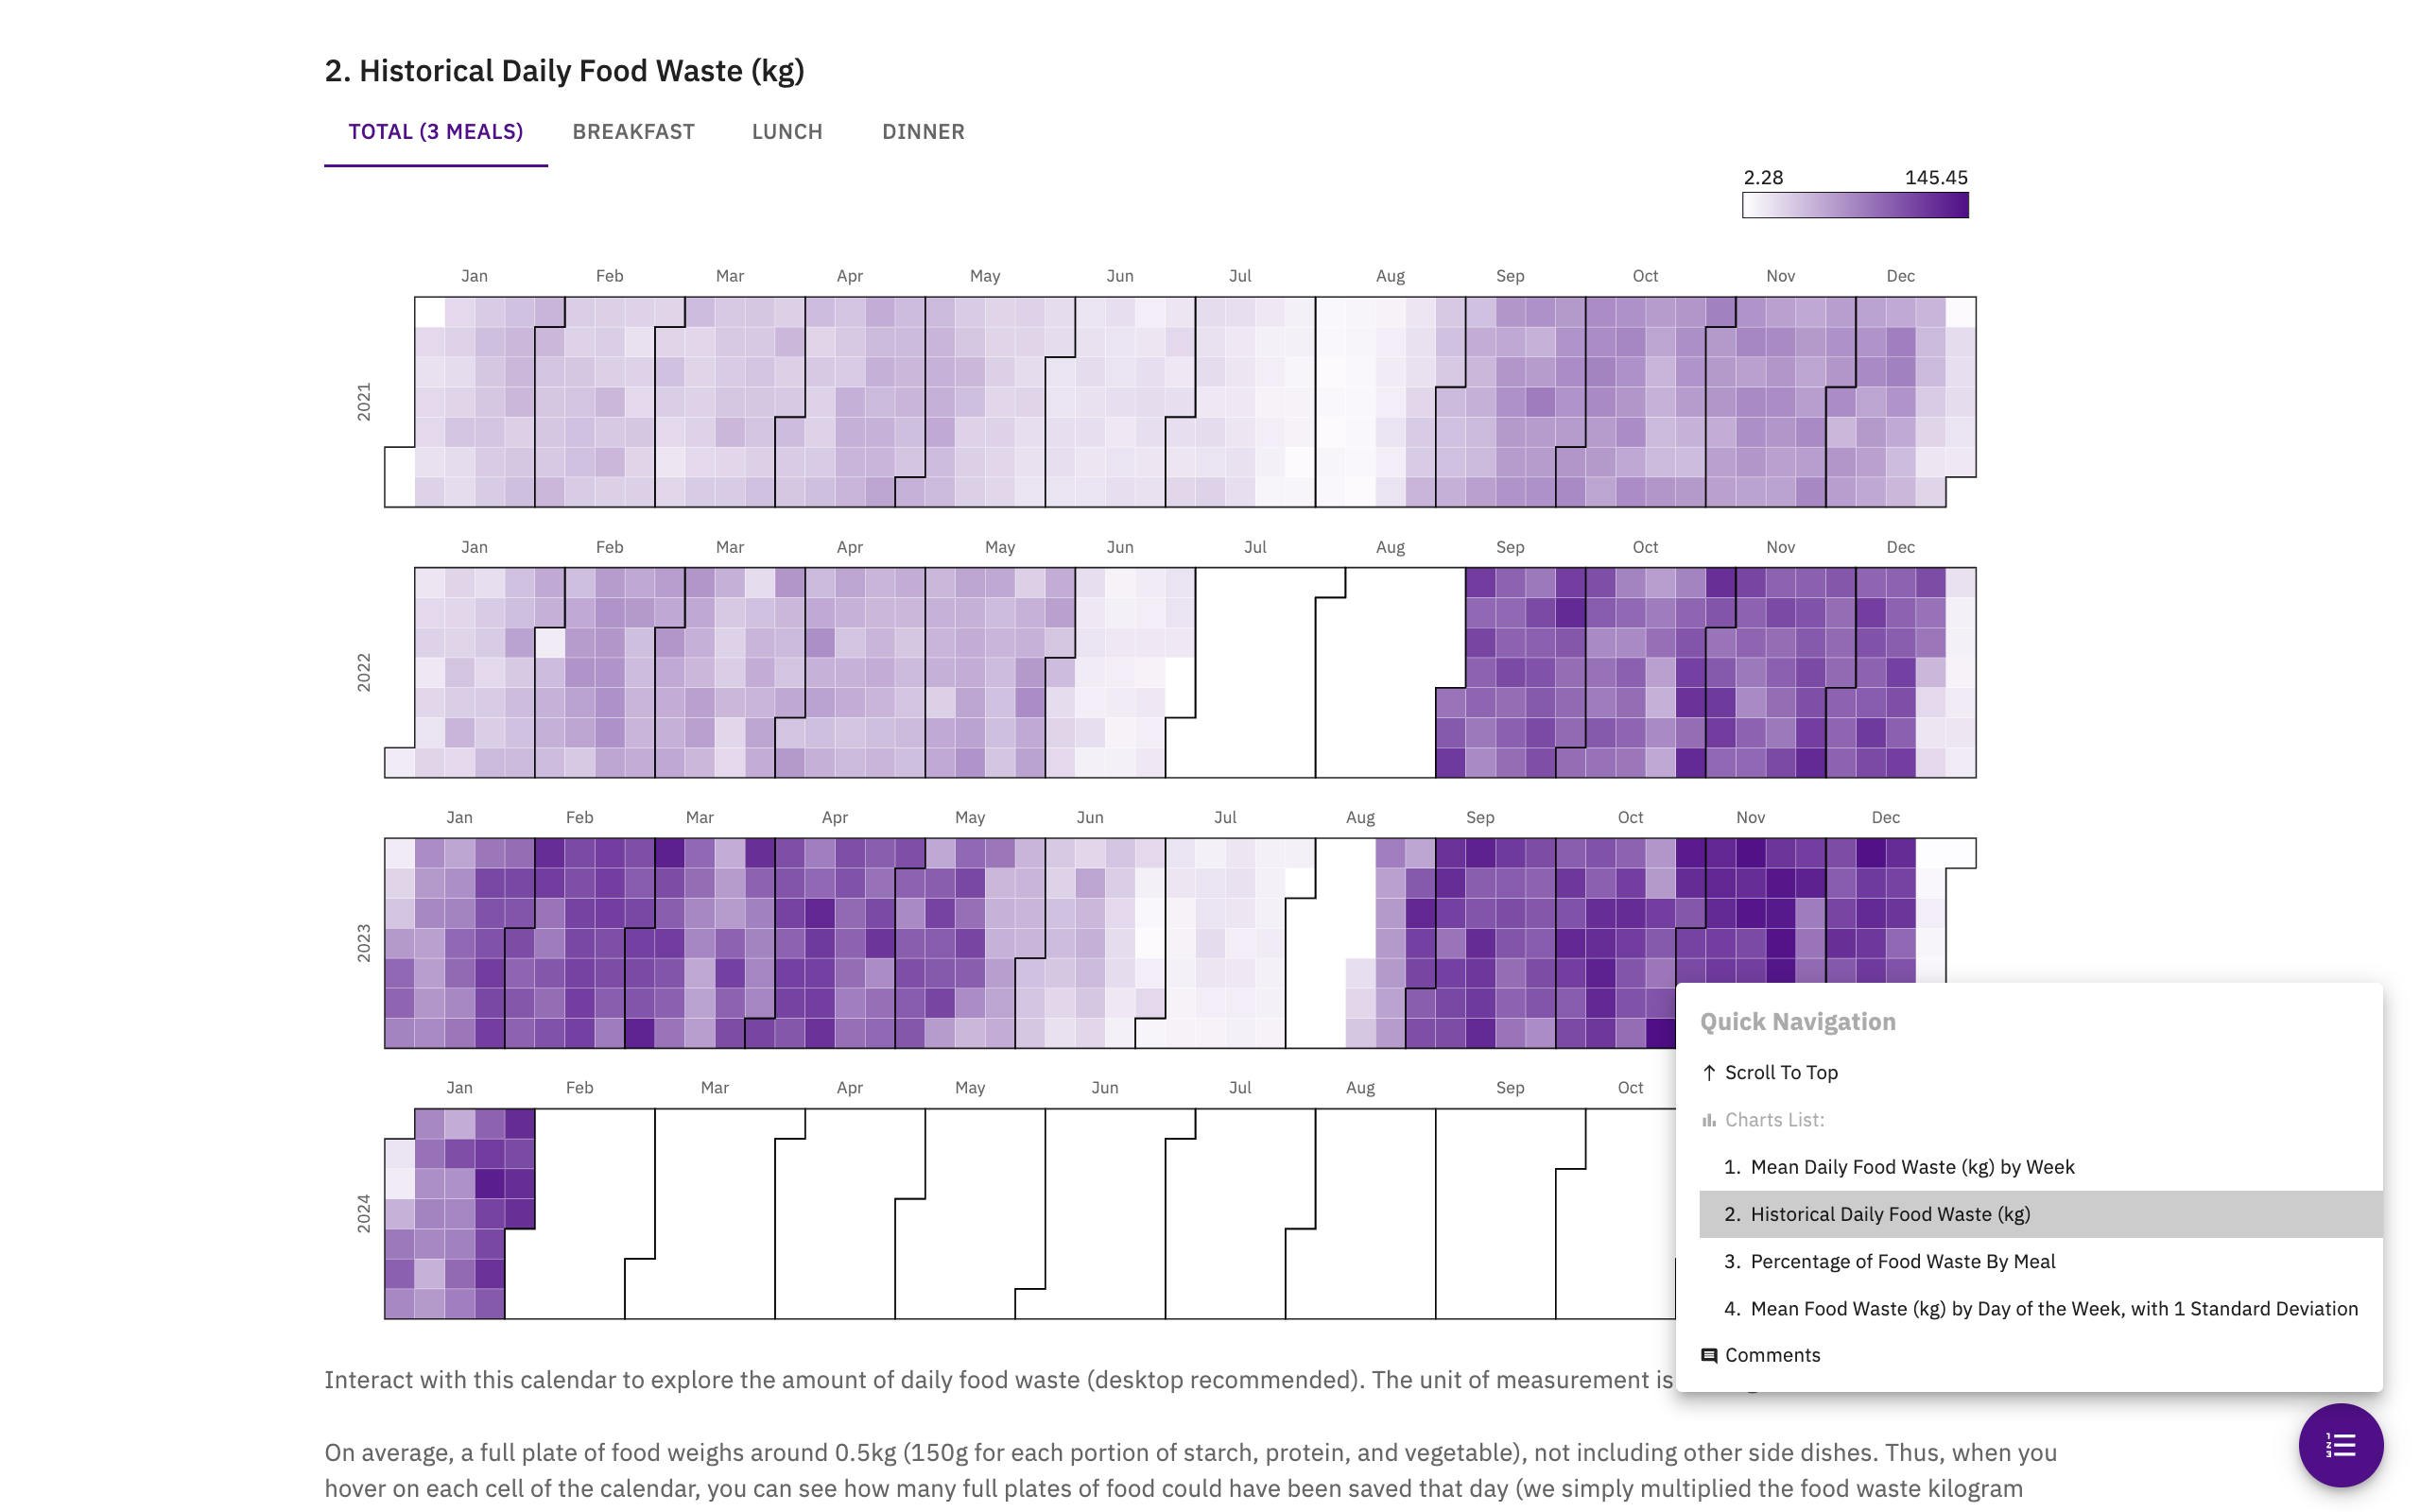 2. Historical Daily Food Waste (kg)
TOTAL (3 MEALS) BREAKFAST LUNCH DINNER
2.28 145.45
Jan Feb Mar Apr May Jun Jul Aug Sep Oct Nov Dec
2021
Jan Feb Mar Apr May Jun Jul Aug Sep Oct Nov Dec
2022
Jan Feb Mar Apr May Jun Jul Aug Sep Oct Nov Dec
2023
Jan Feb Mar Apr May Jun Jul Aug Sep Oct
2024
Quick Navigation
Scroll To Top
Charts List:
1. Mean Daily Food Waste (kg) by Week
2. Historical Daily Food Waste (kg)
3. Percentage of Food Waste By Meal
4. Mean Food Waste (kg) by Day of the Week, with 1 Standard Deviation
Comments
Interact with this calendar to explore the amount of daily food waste (desktop recommended). The unit of measurement is
On average, a full plate of food weighs around 0.5kg (150g for each portion of starch, protein, and vegetable), not including other side dishes. Thus, when you
hover on each cell of the calendar, you can see how many full plates of food could have been saved that day (we simply multiplied the food waste kilogram